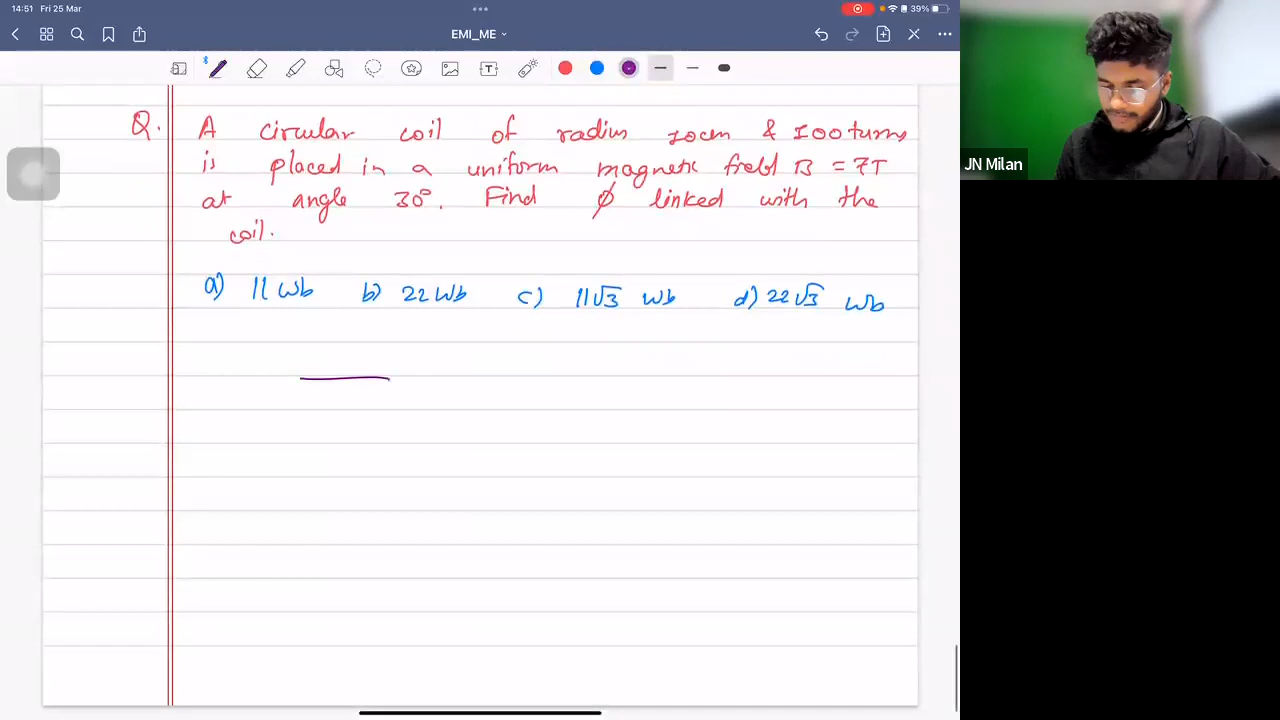 14:51 Fri 25 Mar
39%
EMI_ME
JN Milan
Q. A circular coil of radius 10cm & 100 turns
is placed in a uniform magnetic field B = 7T
at angle 30°. Find ϕ linked with the
coil.
a) 11 Wb b) 22 Wb c) 11√3 Wb d) 22√3 Wb